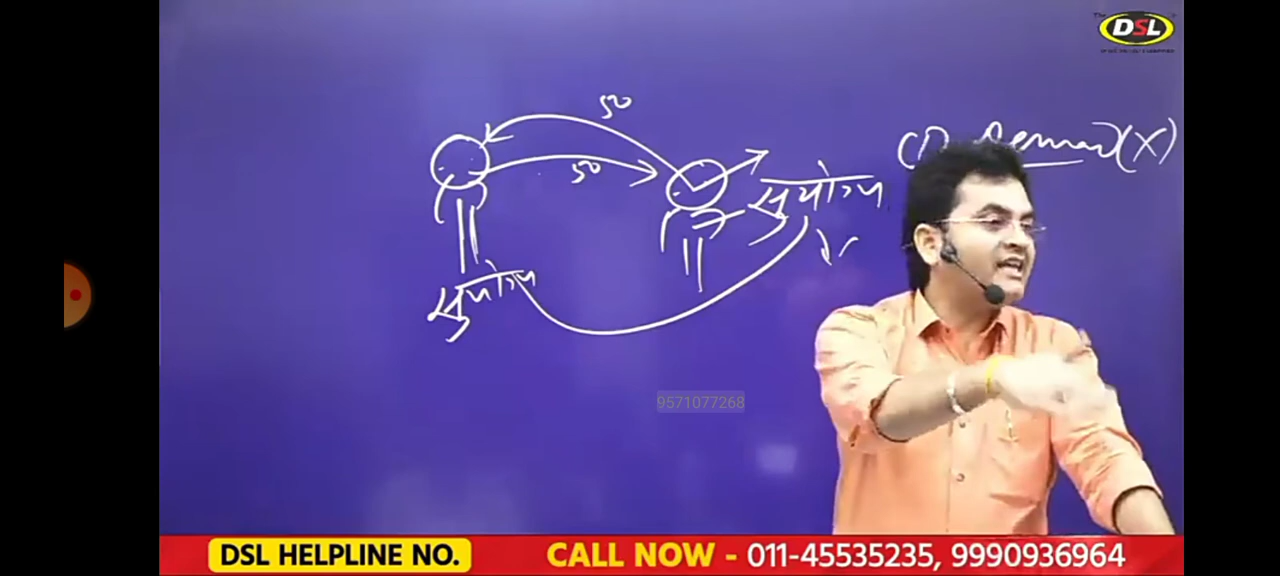 DSL
50
(1) Demand (X)
50
सुयोग्य
सुयोग्य
9571077268
DSL HELPLINE NO. CALL NOW - 011-45535235, 9990936964